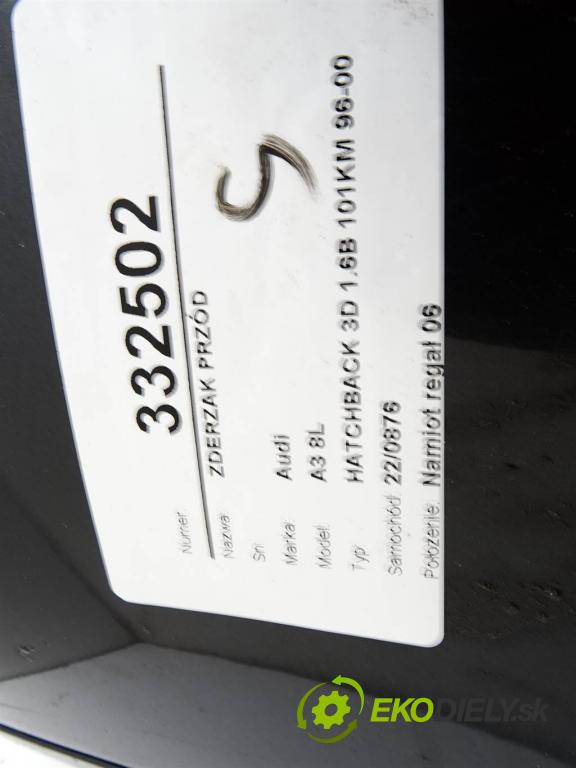 Numer: 332502
Nazwa: ZDERZAK PRZÓD
Sn:
Marka: Audi
Model: A3 8L
Typ: HATCHBACK 3D 1.6B 101KM 96-00
Samochód: 22/0876
Położenie: Namiot regał 06
EKODIELY.sk